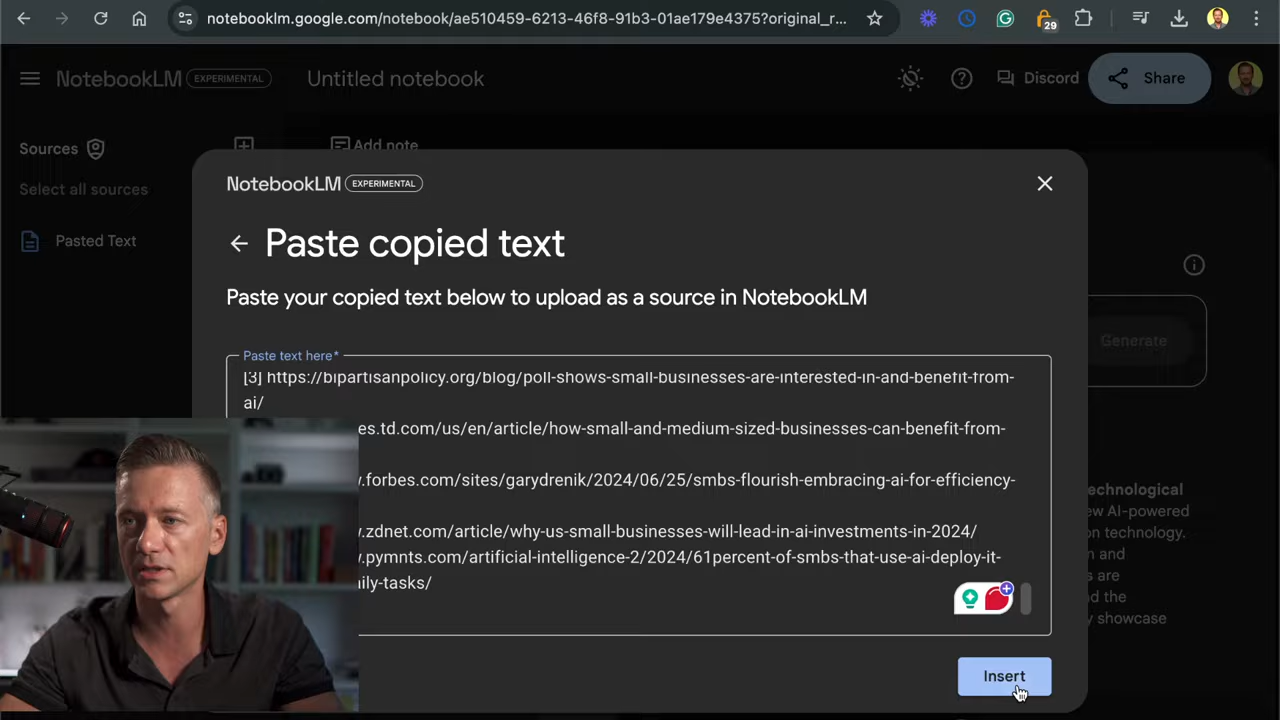 notebooklm.google.com/notebook/ae510459-6213-46f8-91b3-01ae179e4375?original_r...
29
NotebookLM EXPERIMENTAL
Untitled notebook
Discord
Share
Sources
Add note
Select all sources
Pasted Text
NotebookLM EXPERIMENTAL
Paste copied text
Paste your copied text below to upload as a source in NotebookLM
Generate
Paste text here*
[3] https://bipartisanpolicy.org/blog/poll-shows-small-businesses-are-interested-in-and-benefit-from-
ai/
es.td.com/us/en/article/how-small-and-medium-sized-businesses-can-benefit-from-
.forbes.com/sites/garydrenik/2024/06/25/smbs-flourish-embracing-ai-for-efficiency-
.zdnet.com/article/why-us-small-businesses-will-lead-in-ai-investments-in-2024/
.pymnts.com/artificial-intelligence-2/2024/61percent-of-smbs-that-use-ai-deploy-it-
ily-tasks/
Insert
echnological
ew AI-powered
on technology.
m and
s are
d the
y showcase